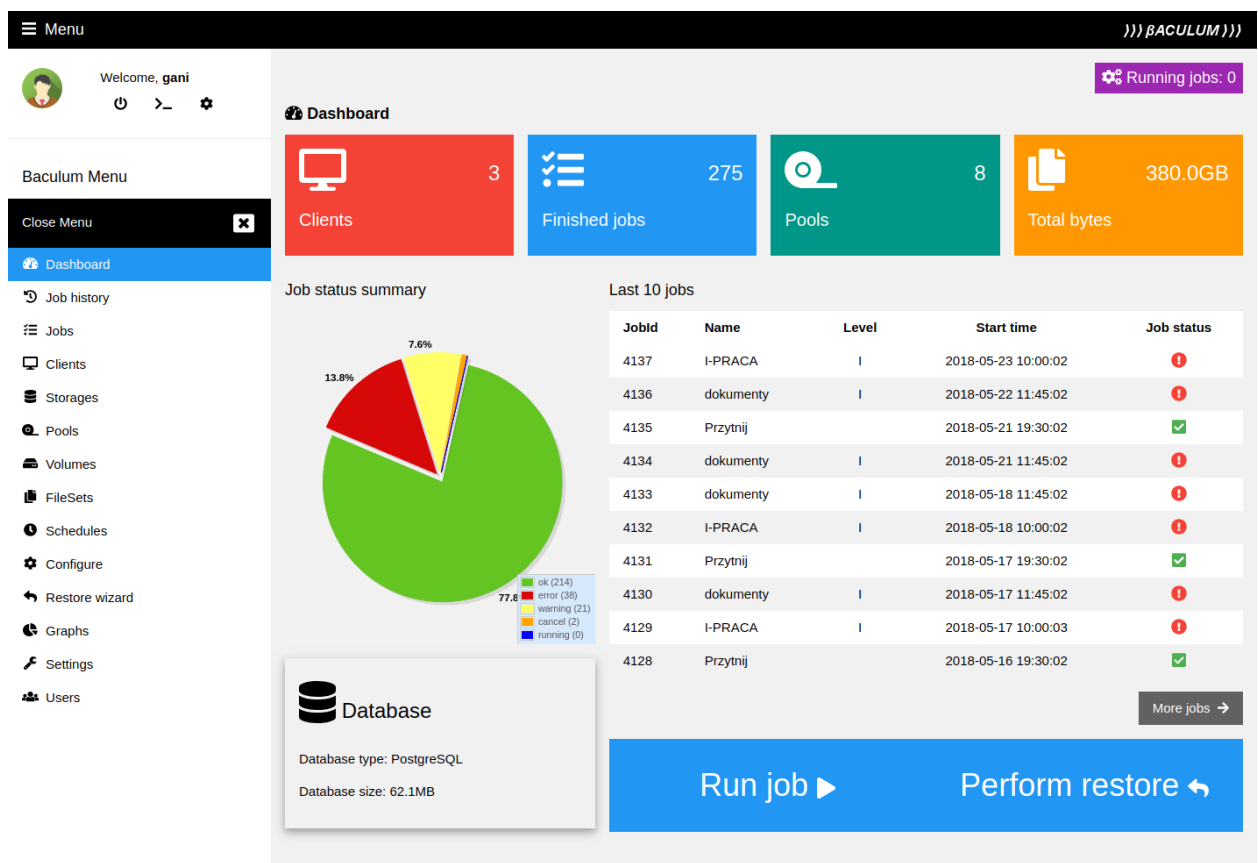 Menu
))) βACULUM )))
Welcome, gani
Running jobs: 0
Dashboard
3
Clients
275
Finished jobs
8
Pools
380.0GB
Total bytes
Baculum Menu
Close Menu
Dashboard
Job history
Jobs
Clients
Storages
Pools
Volumes
FileSets
Schedules
Configure
Restore wizard
Graphs
Settings
Users
Job status summary
7.6%
13.8%
77.8
ok (214)
error (38)
warning (21)
cancel (2)
running (0)
Database
Database type: PostgreSQL
Database size: 62.1MB
Last 10 jobs
JobId Name Level Start time Job status
4137 I-PRACA I 2018-05-23 10:00:02
4136 dokumenty I 2018-05-22 11:45:02
4135 Przytnij 2018-05-21 19:30:02
4134 dokumenty I 2018-05-21 11:45:02
4133 dokumenty I 2018-05-18 11:45:02
4132 I-PRACA I 2018-05-18 10:00:02
4131 Przytnij 2018-05-17 19:30:02
4130 dokumenty I 2018-05-17 11:45:02
4129 I-PRACA I 2018-05-17 10:00:03
4128 Przytnij 2018-05-16 19:30:02
More jobs
Run job
Perform restore